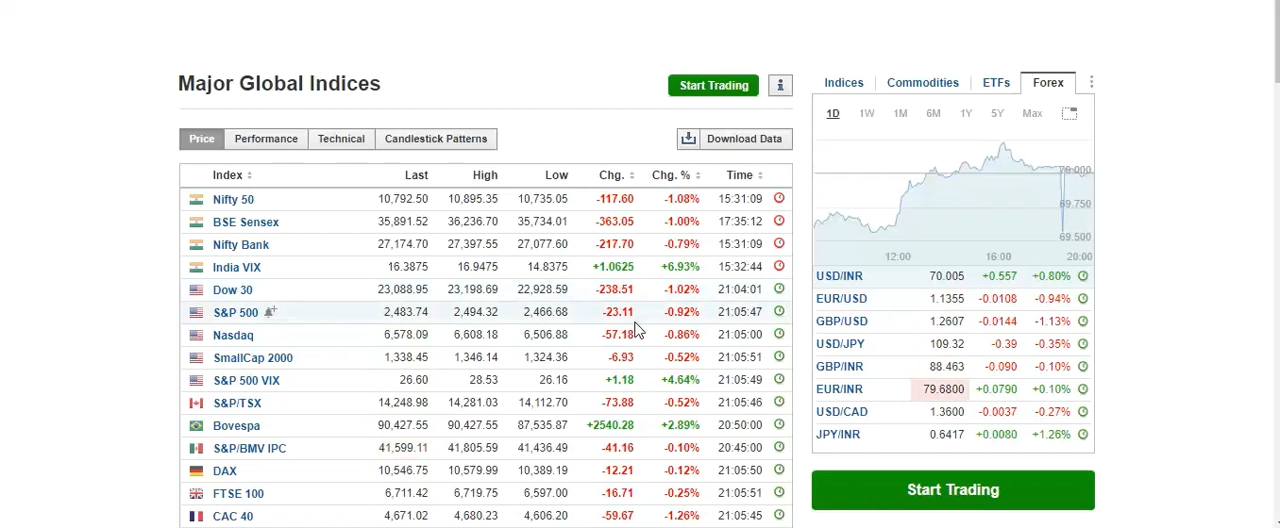 Major Global Indices
Start Trading
i
Indices Commodities ETFs Forex
1D 1W 1M 6M 1Y 5Y Max
Price Performance Technical Candlestick Patterns
Download Data
Index Last High Low Chg. Chg. % Time
Nifty 50 10,792.50 10,895.35 10,735.05 -117.60 -1.08% 15:31:09
BSE Sensex 35,891.52 36,236.70 35,734.01 -363.05 -1.00% 17:35:12
Nifty Bank 27,174.70 27,397.55 27,077.60 -217.70 -0.79% 15:31:09
India VIX 16.3875 16.9475 14.8375 +1.0625 +6.93% 15:32:44
Dow 30 23,088.95 23,198.69 22,928.59 -238.51 -1.02% 21:04:01
S&P 500 2,483.74 2,494.32 2,466.68 -23.11 -0.92% 21:05:47
Nasdaq 6,578.09 6,608.18 6,506.88 -57.18 -0.86% 21:05:00
SmallCap 2000 1,338.45 1,346.14 1,324.36 -6.93 -0.52% 21:05:51
S&P 500 VIX 26.60 28.53 26.16 +1.18 +4.64% 21:05:49
S&P/TSX 14,248.98 14,281.03 14,112.70 -73.88 -0.52% 21:05:46
Bovespa 90,427.55 90,427.55 87,535.87 +2540.28 +2.89% 20:50:00
S&P/BMV IPC 41,599.11 41,805.59 41,436.49 -41.16 -0.10% 20:45:00
DAX 10,546.75 10,579.99 10,389.19 -12.21 -0.12% 21:05:50
FTSE 100 6,711.42 6,719.75 6,597.00 -16.71 -0.25% 21:05:51
CAC 40 4,671.02 4,680.23 4,606.20 -59.67 -1.26% 21:05:45
70.000
69.750
69.500
12:00 16:00 20:00
USD/INR 70.005 +0.557 +0.80%
EUR/USD 1.1355 -0.0108 -0.94%
GBP/USD 1.2607 -0.0144 -1.13%
USD/JPY 109.32 -0.39 -0.35%
GBP/INR 88.463 -0.090 -0.10%
EUR/INR 79.6800 +0.0790 +0.10%
USD/CAD 1.3600 -0.0037 -0.27%
JPY/INR 0.6417 +0.0080 +1.26%
Start Trading